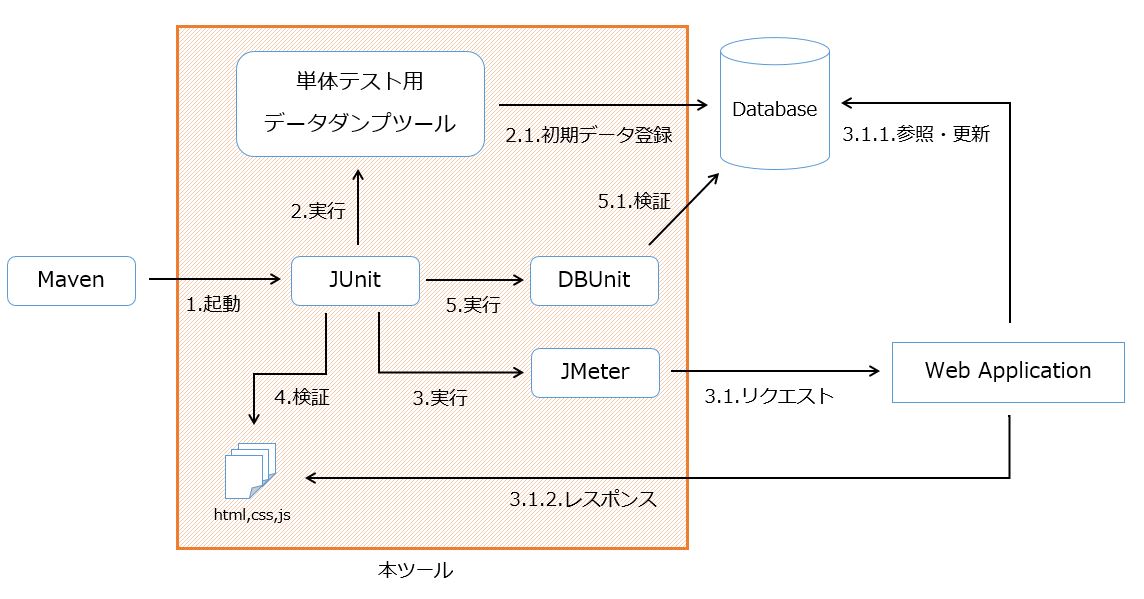 単体テスト用
データダンプツール
Database
2.1.初期データ登録
3.1.1.参照・更新
2.実行
5.1.検証
Maven
JUnit
DBUnit
1.起動
5.実行
JMeter
Web Application
4.検証
3.実行
3.1.リクエスト
3.1.2.レスポンス
html,css,js
本ツール